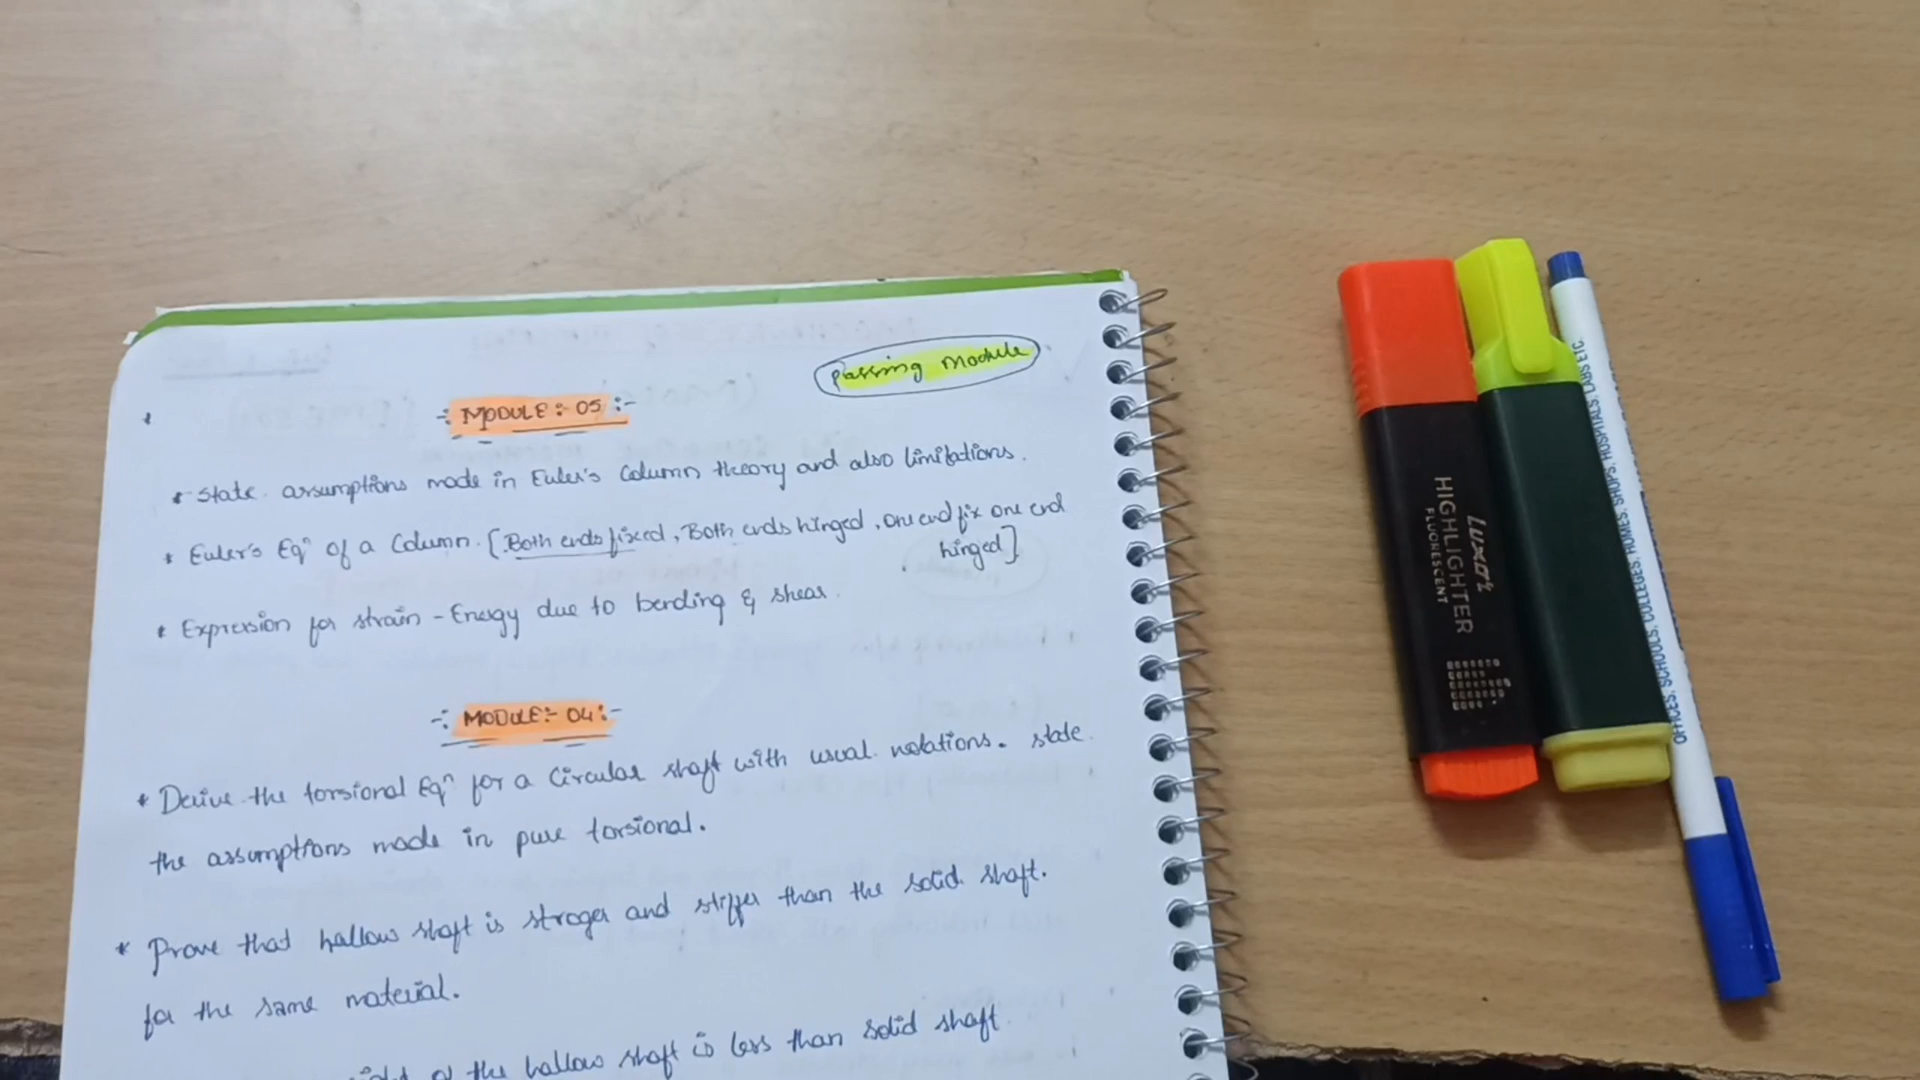 Passing Module
-: MODULE:- 05 :-
* State assumptions made in Euler's Column theory and also limitations.
* Euler's Eqⁿ of a Column. [Both ends fixed, Both ends hinged, one end fix one end
hinged]
* Expression for strain-Energy due to bending & shear.
-: MODULE:- 04:-
* Derive the torsional Eqⁿ for a Circular shaft with usual notations. state
the assumptions made in pure torsional.
* Prove that hallow shaft is stroger and stiffer than the solid shaft.
for the same material.
the hallow shaft is less than solid shaft
Luxor
HIGHLIGHTER
FLUORESCENT
OFFICES. SCHOOLS. COLLEGES. HOMES. SHOPS. HOSPITALS. LABS ETC.